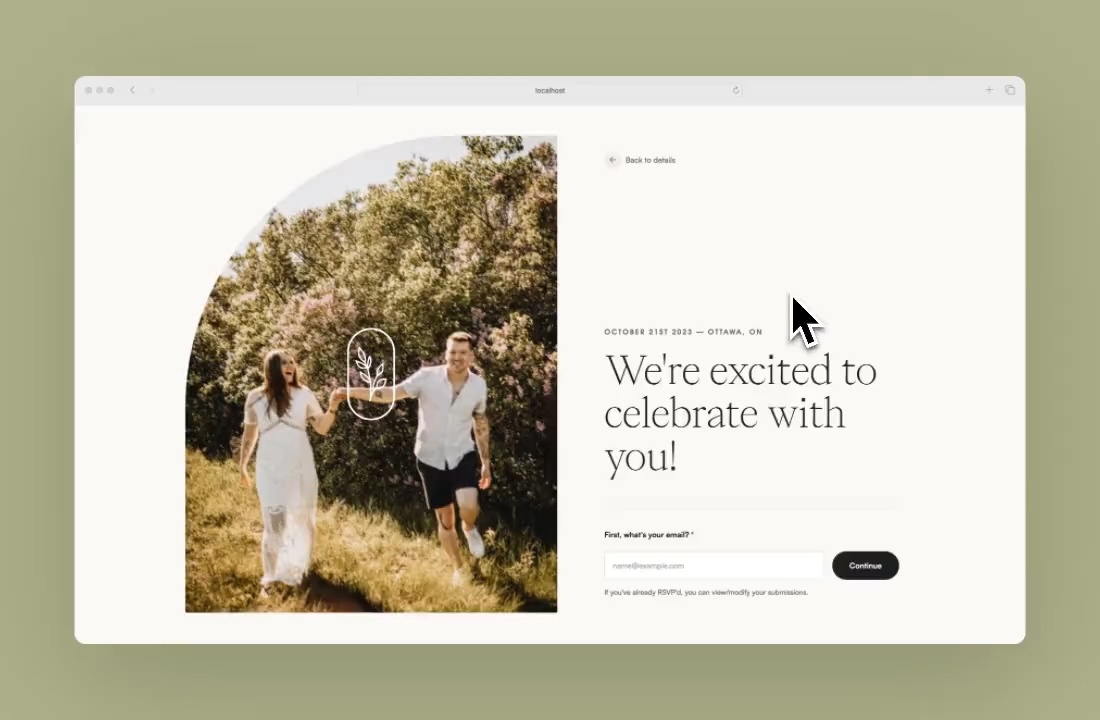 localhost
Back to details
OCTOBER 21ST 2023 — OTTAWA, ON
We're excited to
celebrate with
you!
First, what's your email? *
name@example.com
Continue
If you've already RSVP'd, you can view/modify your submissions.